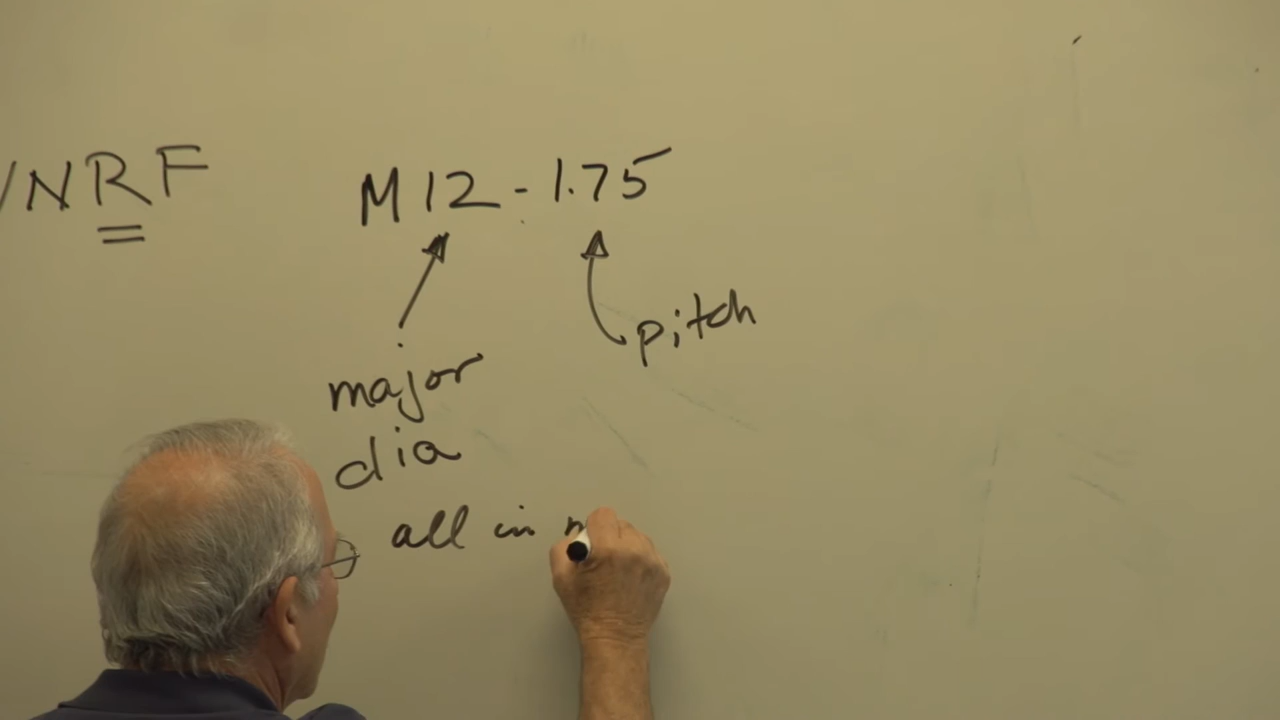 /NRF
M12-1.75
pitch
major
dia
all in